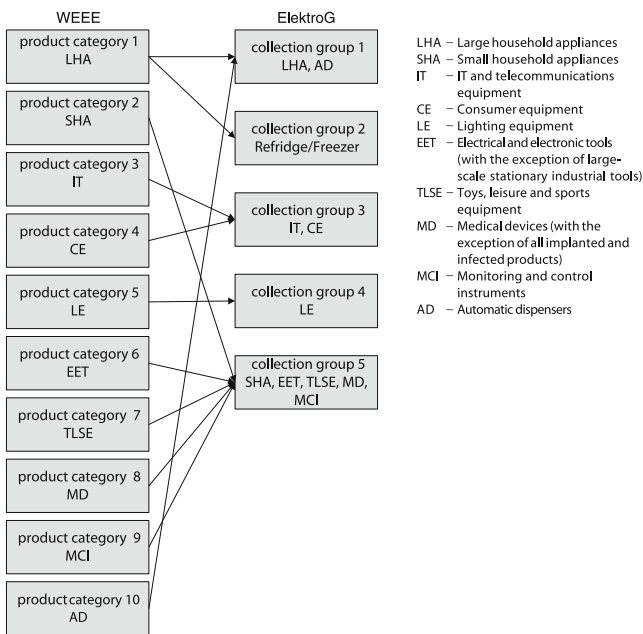 WEEE
product category 1
LHA
product category 2
SHA
product category 3
IT
product category 4
CE
product category 5
LE
product category 6
EET
product category 7
TLSE
product category 8
MD
product category 9
MCI
product category 10
AD
ElektroG
collection group 1
LHA, AD
collection group 2
Refridge/Freezer
collection group 3
IT, CE
collection group 4
LE
collection group 5
SHA, EET, TLSE, MD,
MCI
LHA – Large household appliances
SHA – Small household appliances
IT – IT and telecommunications
equipment
CE – Consumer equipment
LE – Lighting equipment
EET – Electrical and electronic tools
(with the exception of large-
scale stationary industrial tools)
TLSE – Toys, leisure and sports
equipment
MD – Medical devices (with the
exception of all implanted and
infected products)
MCI – Monitoring and control
instruments
AD – Automatic dispensers